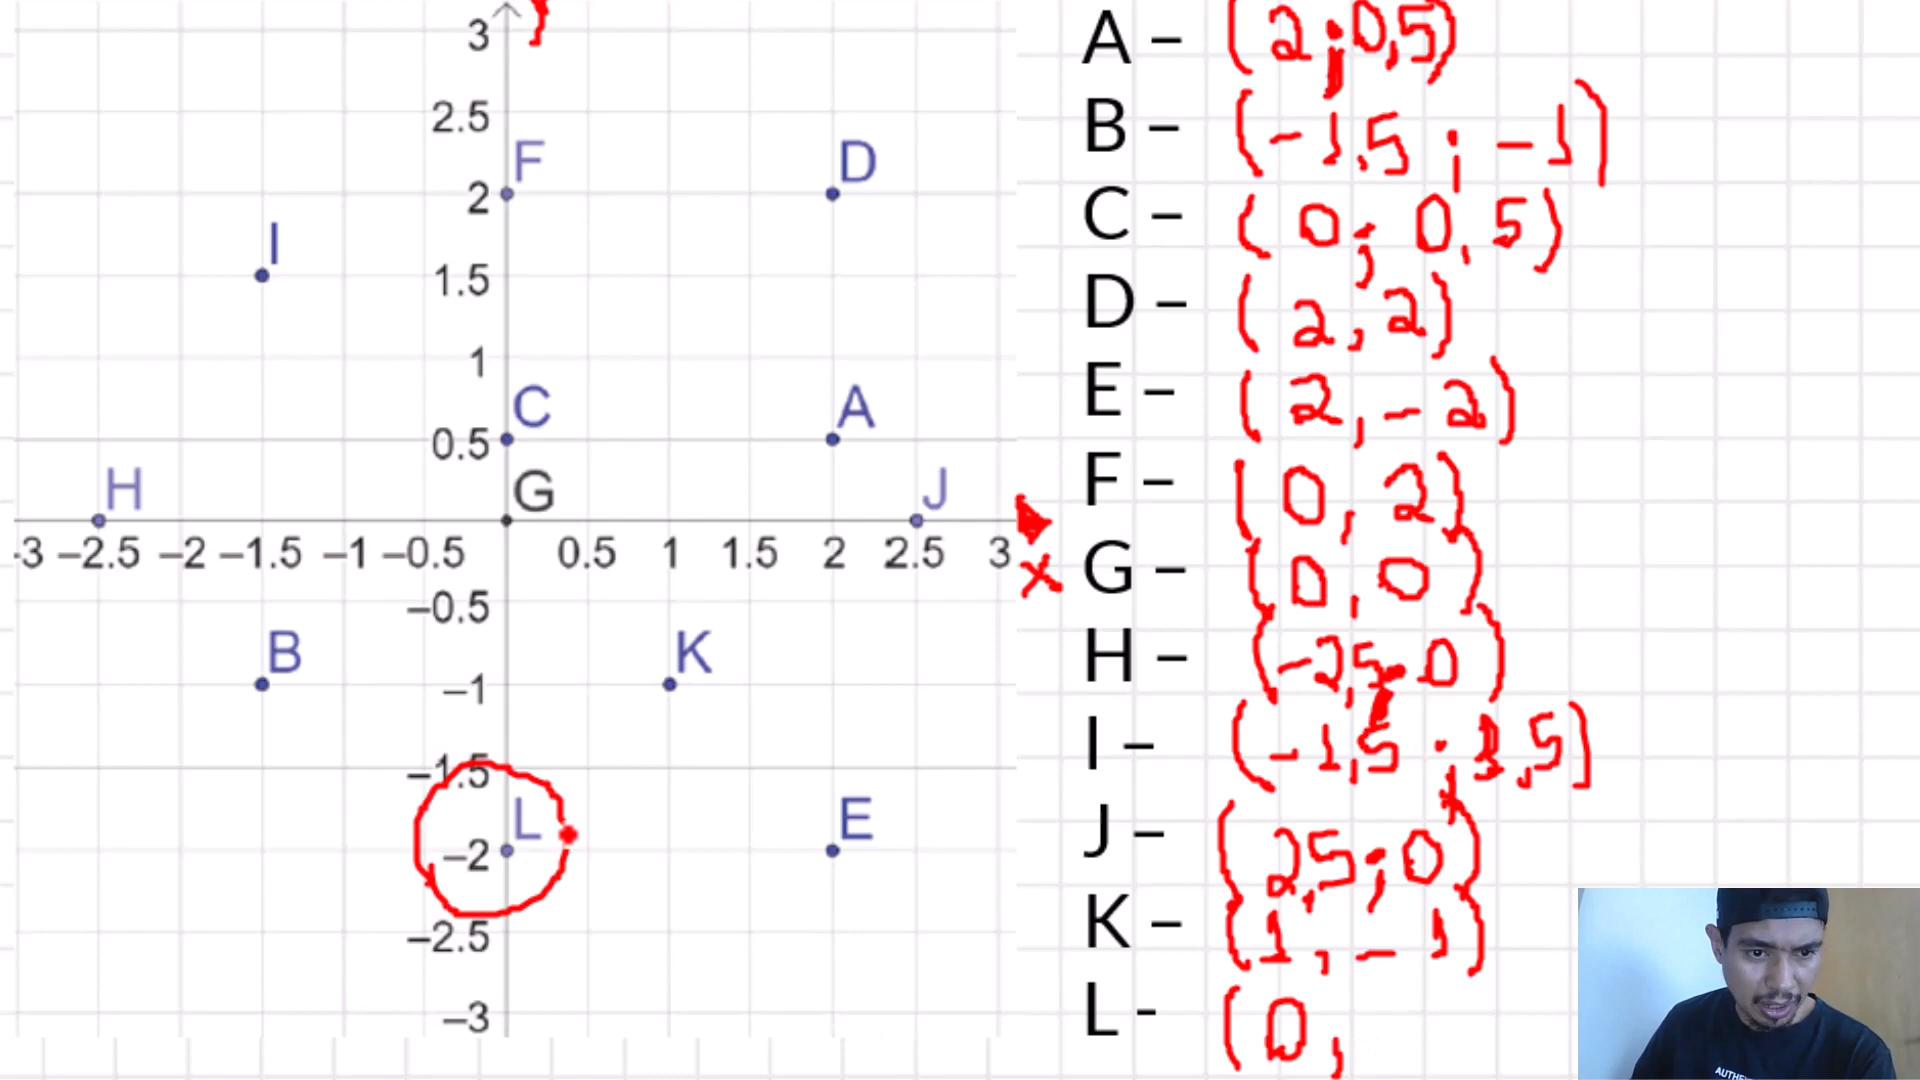 3
2.5
F
D
2
I
1.5
1
C
A
0.5
H
G
J
-3 –2.5 –2 –1.5 –1 –0.5 0.5 1 1.5 2 2.5 3
x
–0.5
B
K
–1
–1.5
L
E
–2
–2.5
–3
A – (2;0,5)
B – (-1,5 ; -1)
C – (0; 0,5)
D – (2,2)
E – (2,-2)
F – (0,2)
G – (0,0)
H – (-2,5;0)
I – (-1,5 ;1,5)
J – (2,5;0)
K – (1,-1)
L- (0,